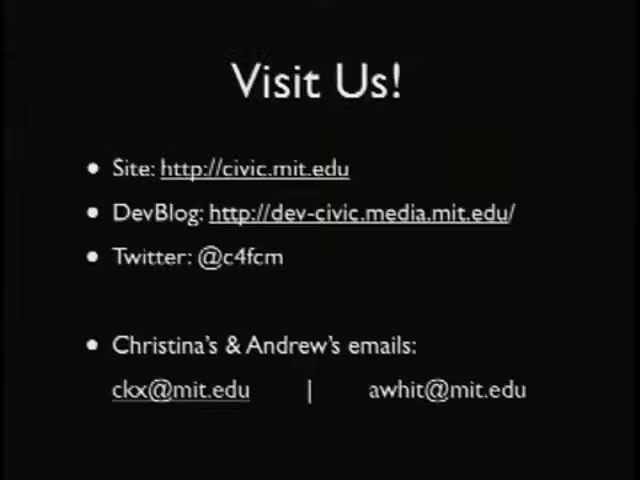 Visit Us!
• Site: http://civic.mit.edu
• DevBlog: http://dev-civic.media.mit.edu/
• Twitter: @c4fcm
• Christina's & Andrew's emails:
ckx@mit.edu | awhit@mit.edu